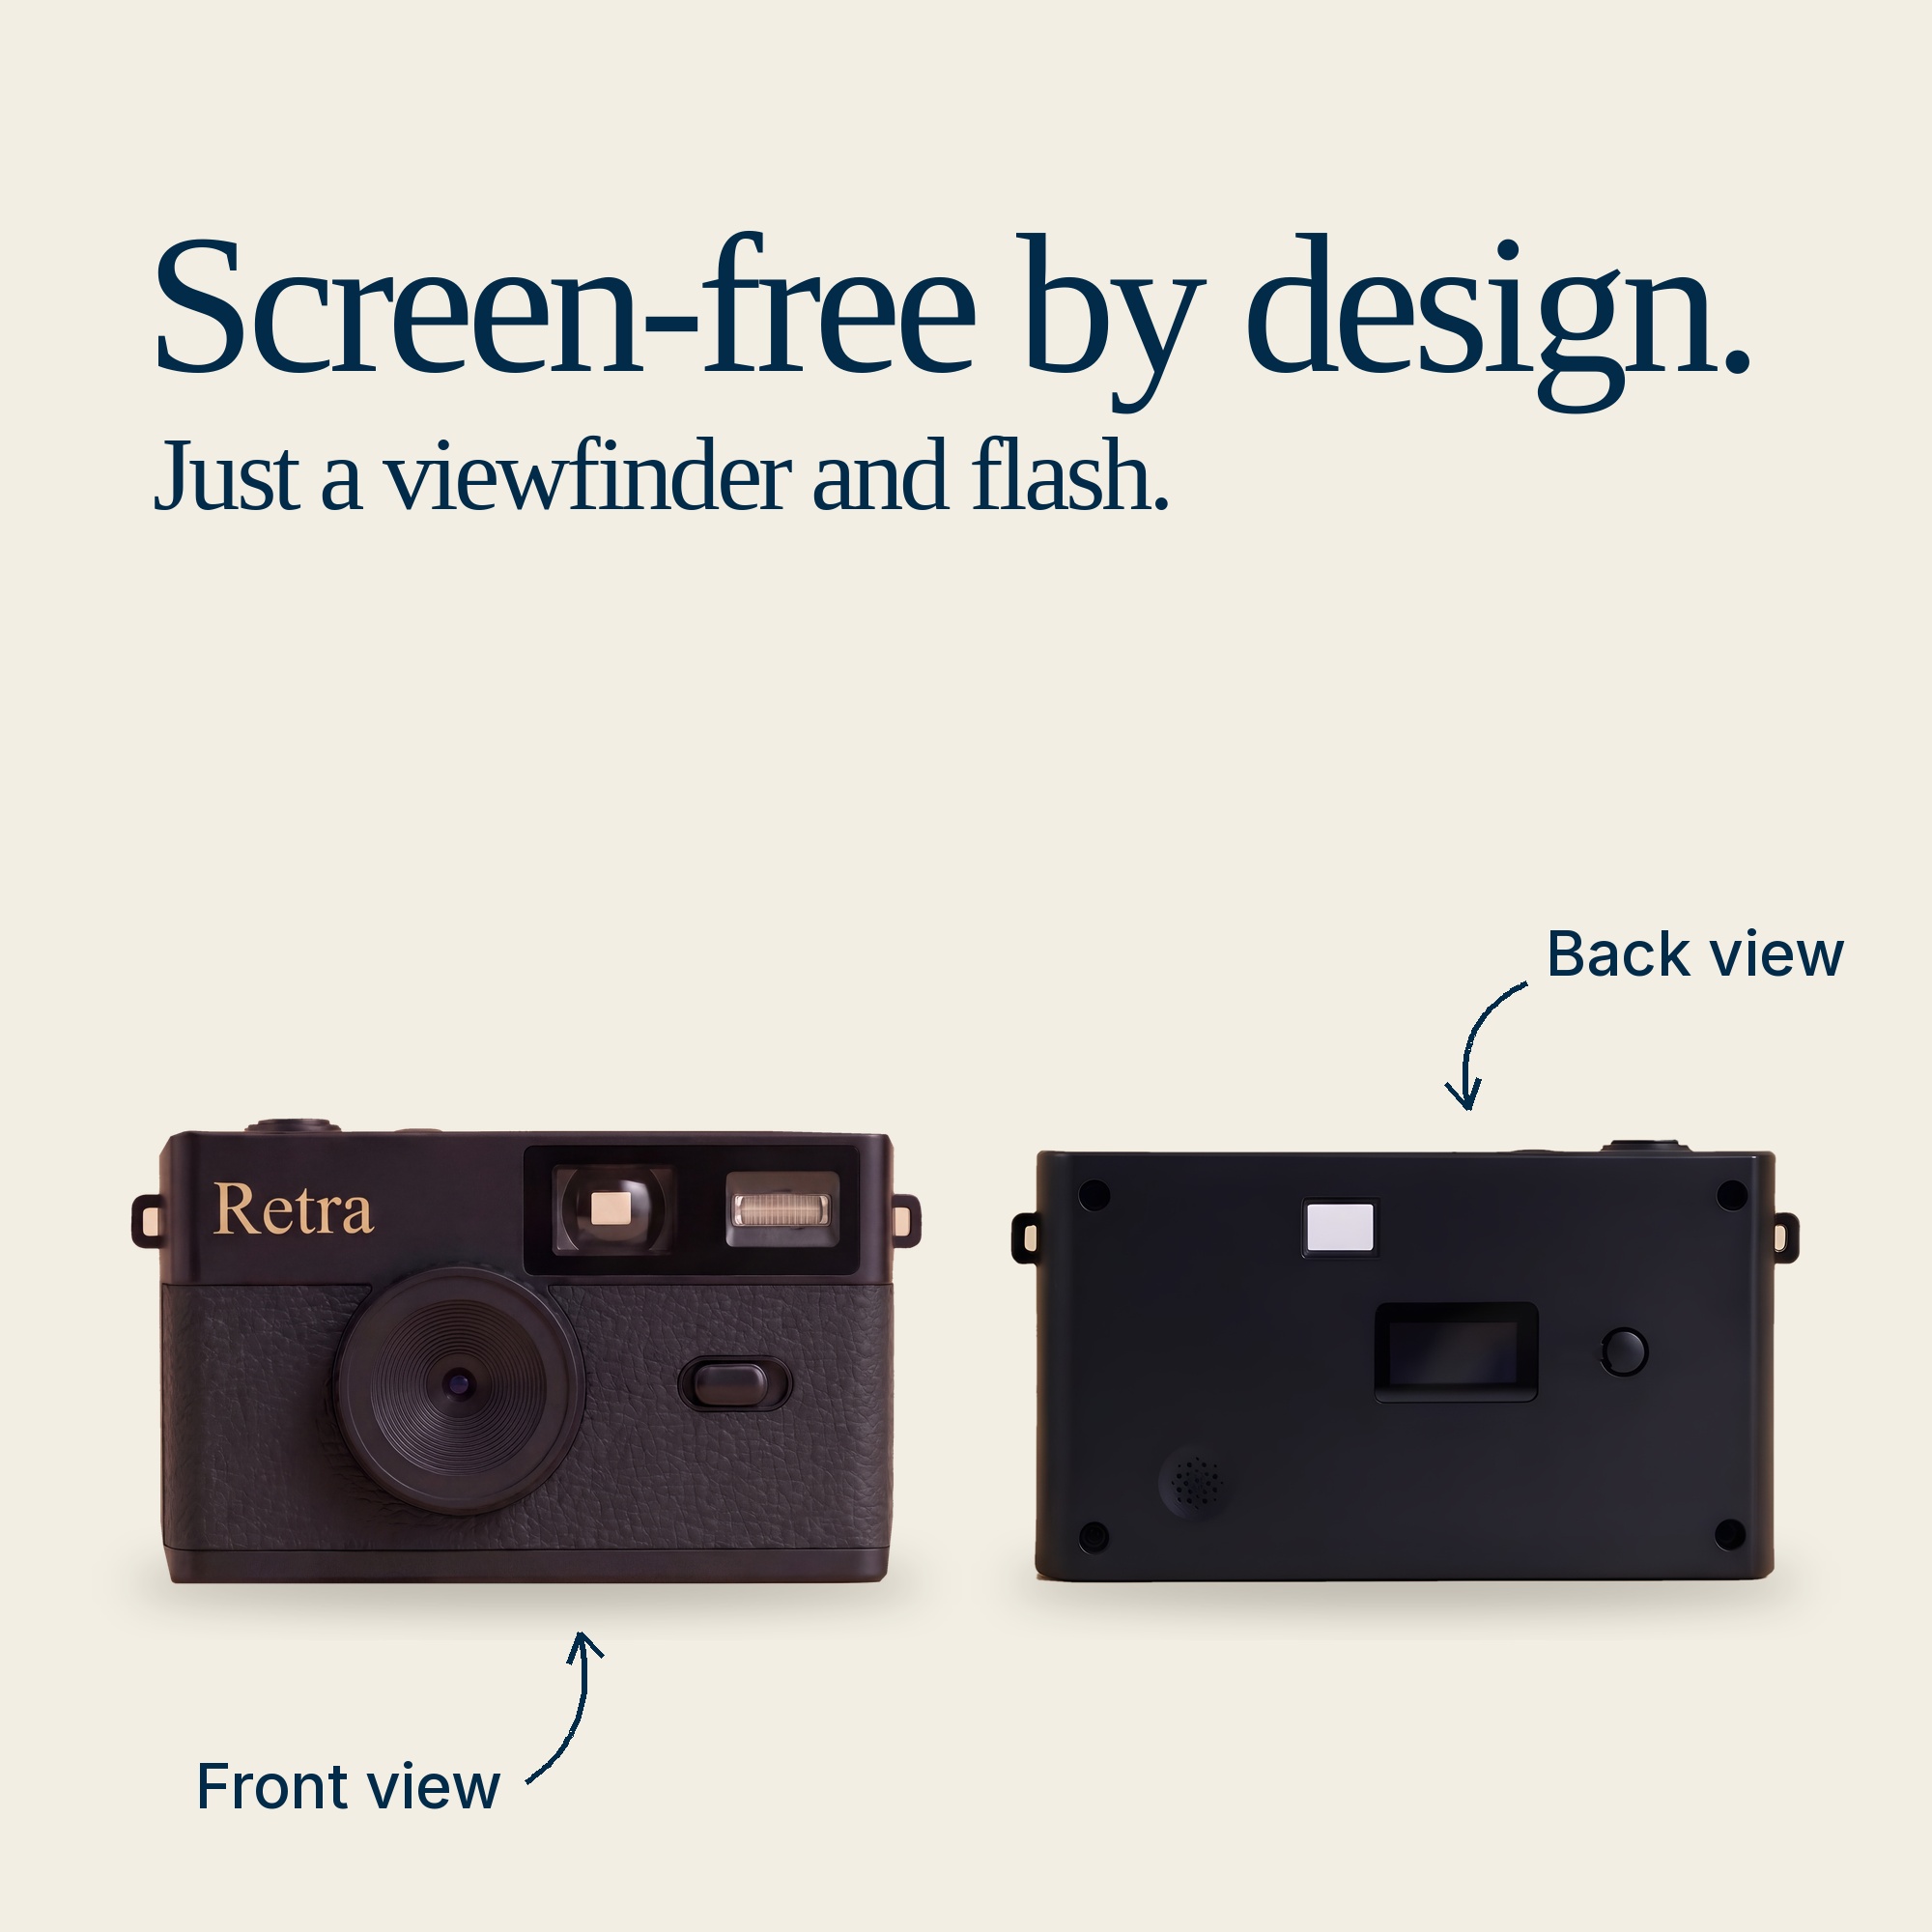 Screen-free by design.
Just a viewfinder and flash.
Back view
Retra
Front view